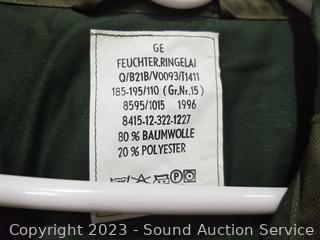 GE
FEUCHTER,RINGELAI
Q/B21B/V0093/T1411
185-195/110 (Gr.Nr.15)
8595/1015 1996
8415-12-322-1227
80 % BAUMWOLLE
20 % POLYESTER
P
Copyright 2023 - Sound Auction Service